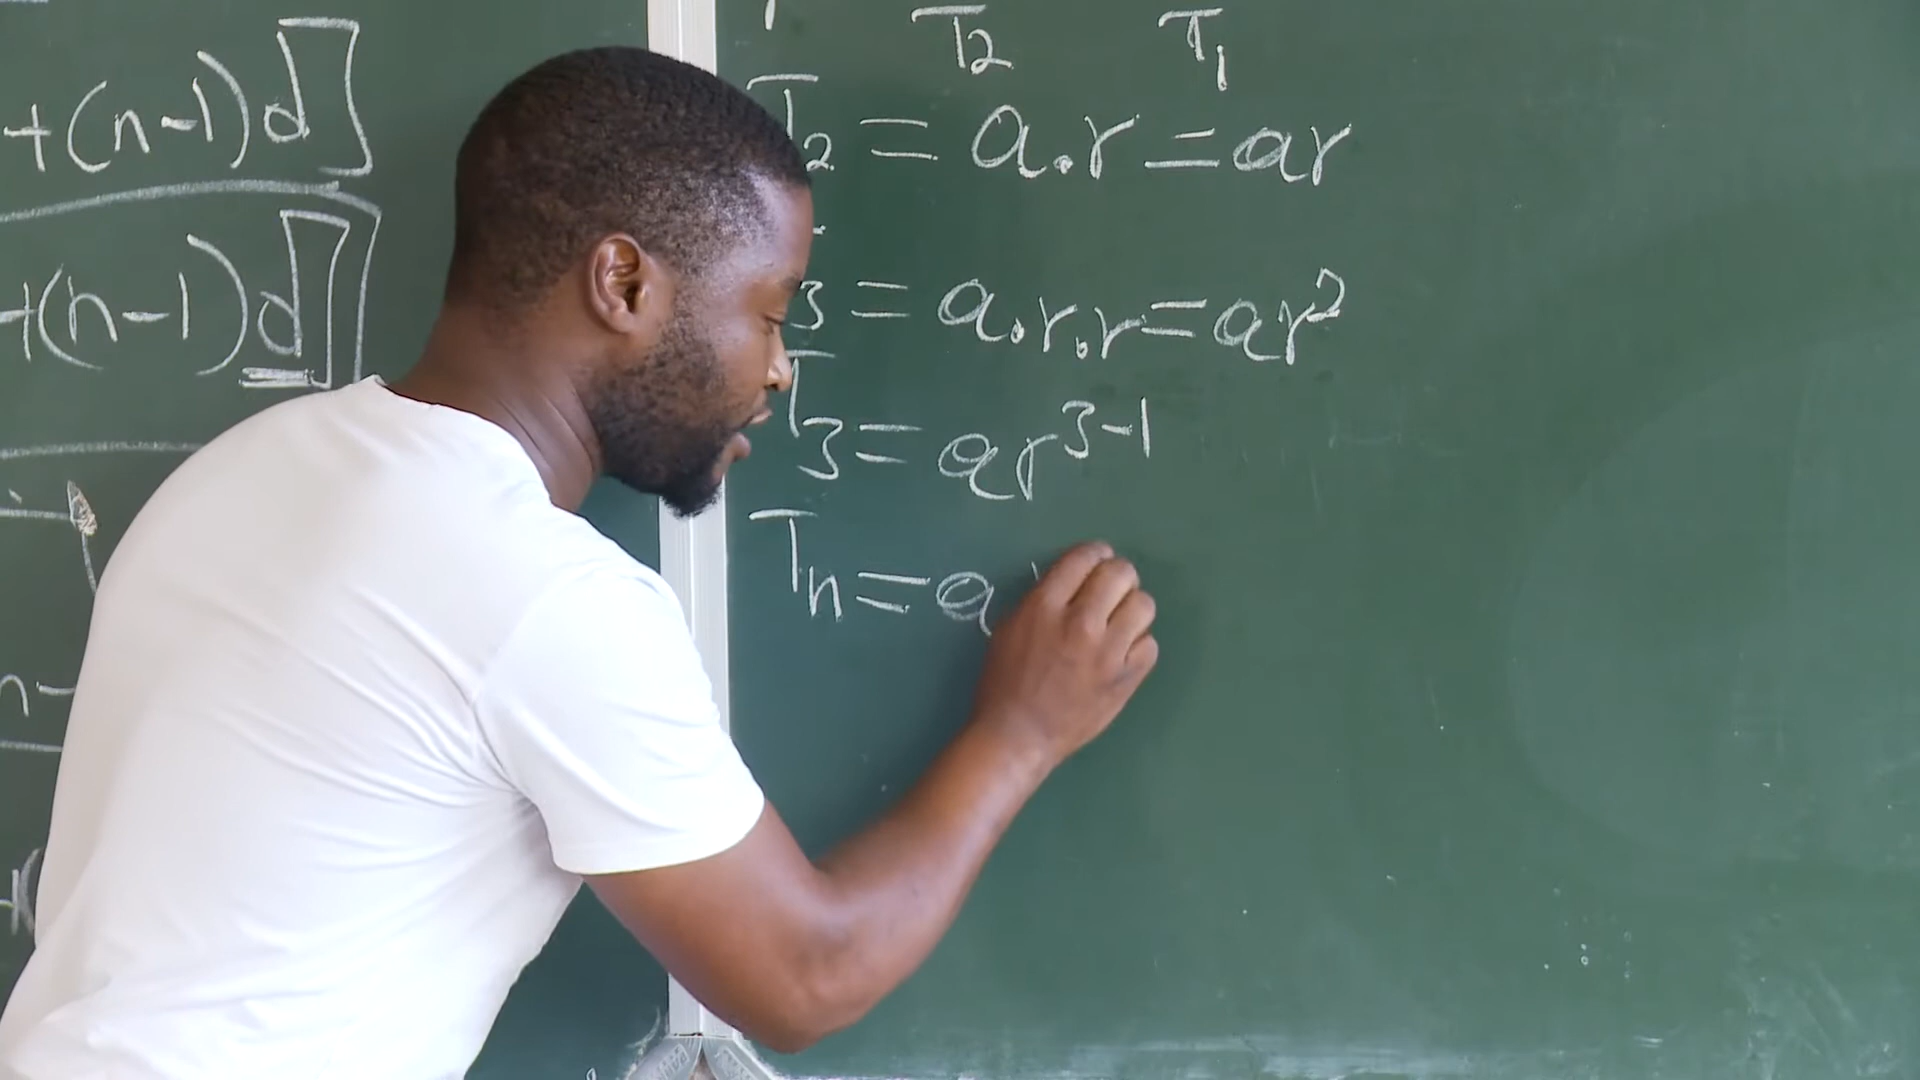 +(n-1)d]
+(n-1)d]
n-
+(
T2 T1
T2 = a.r = ar
3 = a.r.r = ar²
T3 = ar³⁻¹
Tn = a